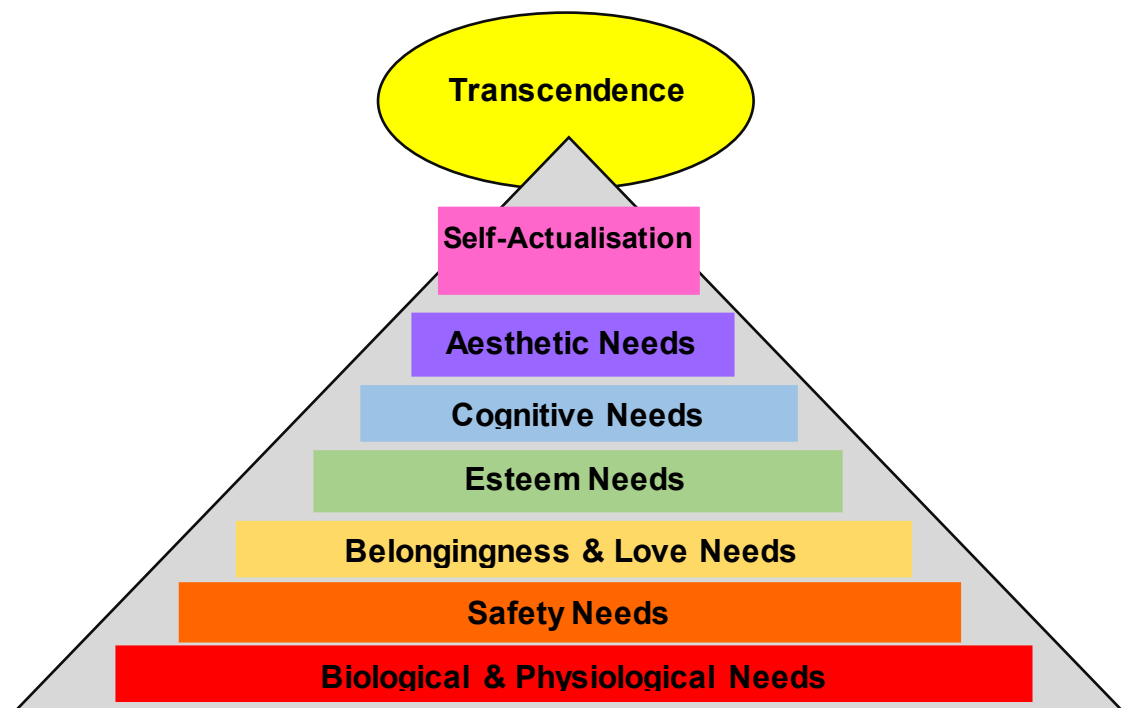 Transcendence
Self-Actualisation
Aesthetic Needs
Cognitive Needs
Esteem Needs
Belongingness & Love Needs
Safety Needs
Biological & Physiological Needs